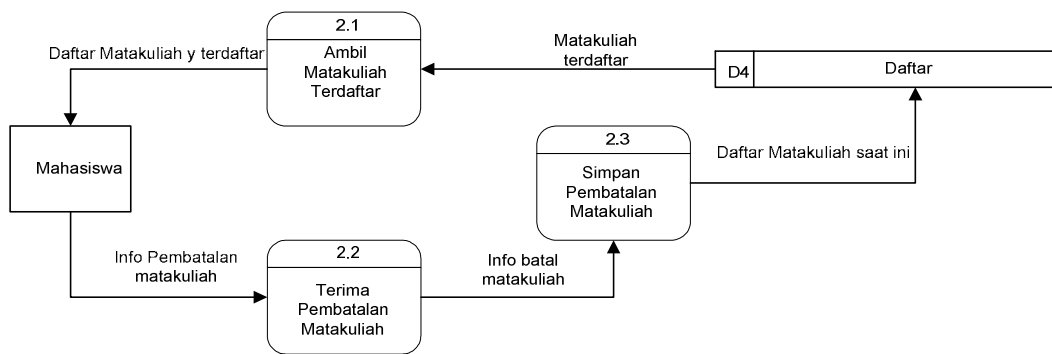 2.1
Ambil
Matakuliah
Terdaftar
Daftar Matakuliah y terdaftar
Matakuliah
terdaftar
D4
Daftar
Mahasiswa
2.3
Simpan
Pembatalan
Matakuliah
Daftar Matakuliah saat ini
Info Pembatalan
matakuliah
2.2
Terima
Pembatalan
Matakuliah
Info batal
matakuliah